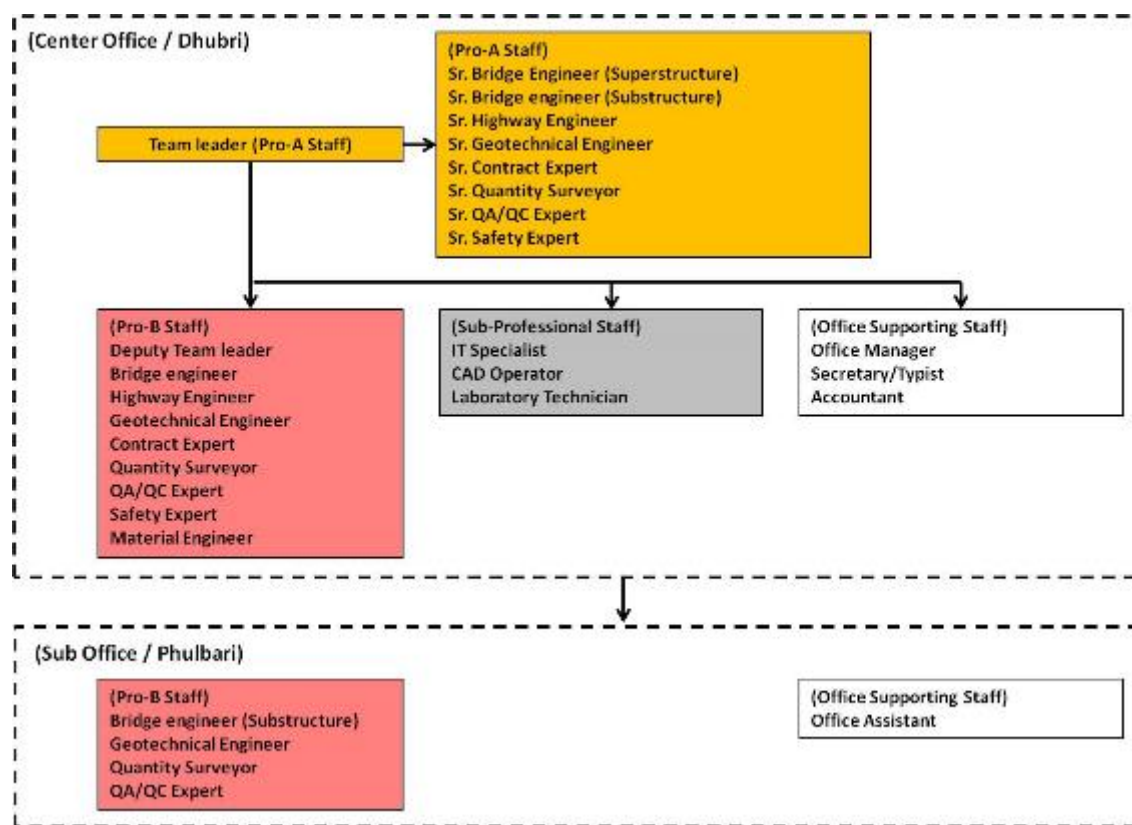 (Center Office / Dhubri)
(Pro-A Staff)
Sr. Bridge Engineer (Superstructure)
Sr. Bridge engineer (Substructure)
Sr. Highway Engineer
Sr. Geotechnical Engineer
Sr. Contract Expert
Sr. Quantity Surveyor
Sr. QA/QC Expert
Sr. Safety Expert
Team leader (Pro-A Staff)
(Pro-B Staff)
Deputy Team leader
Bridge engineer
Highway Engineer
Geotechnical Engineer
Contract Expert
Quantity Surveyor
QA/QC Expert
Safety Expert
Material Engineer
(Sub-Professional Staff)
IT Specialist
CAD Operator
Laboratory Technician
(Office Supporting Staff)
Office Manager
Secretary/Typist
Accountant
(Sub Office / Phulbari)
(Pro-B Staff)
Bridge engineer (Substructure)
Geotechnical Engineer
Quantity Surveyor
QA/QC Expert
(Office Supporting Staff)
Office Assistant